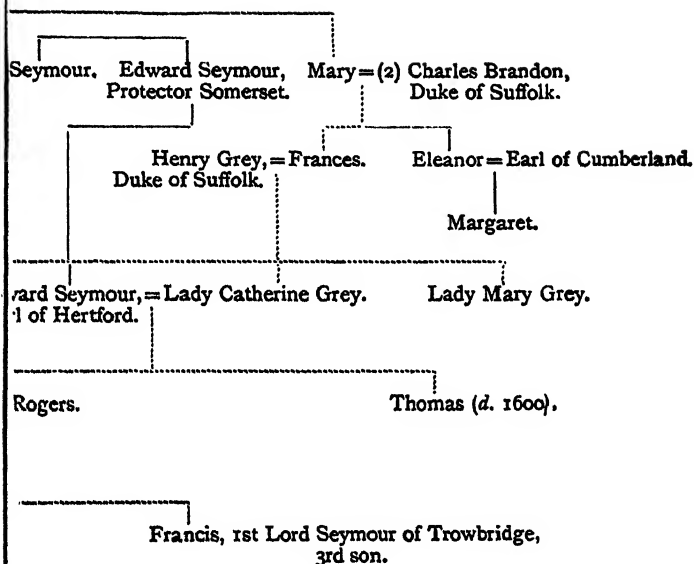 Seymour. Edward Seymour, Mary=(2) Charles Brandon,
Protector Somerset. Duke of Suffolk.
Henry Grey,=Frances. Eleanor=Earl of Cumberland.
Duke of Suffolk.
Margaret.
ard Seymour,=Lady Catherine Grey. Lady Mary Grey.
l of Hertford.
Rogers. Thomas (d. 1600).
Francis, 1st Lord Seymour of Trowbridge,
3rd son.